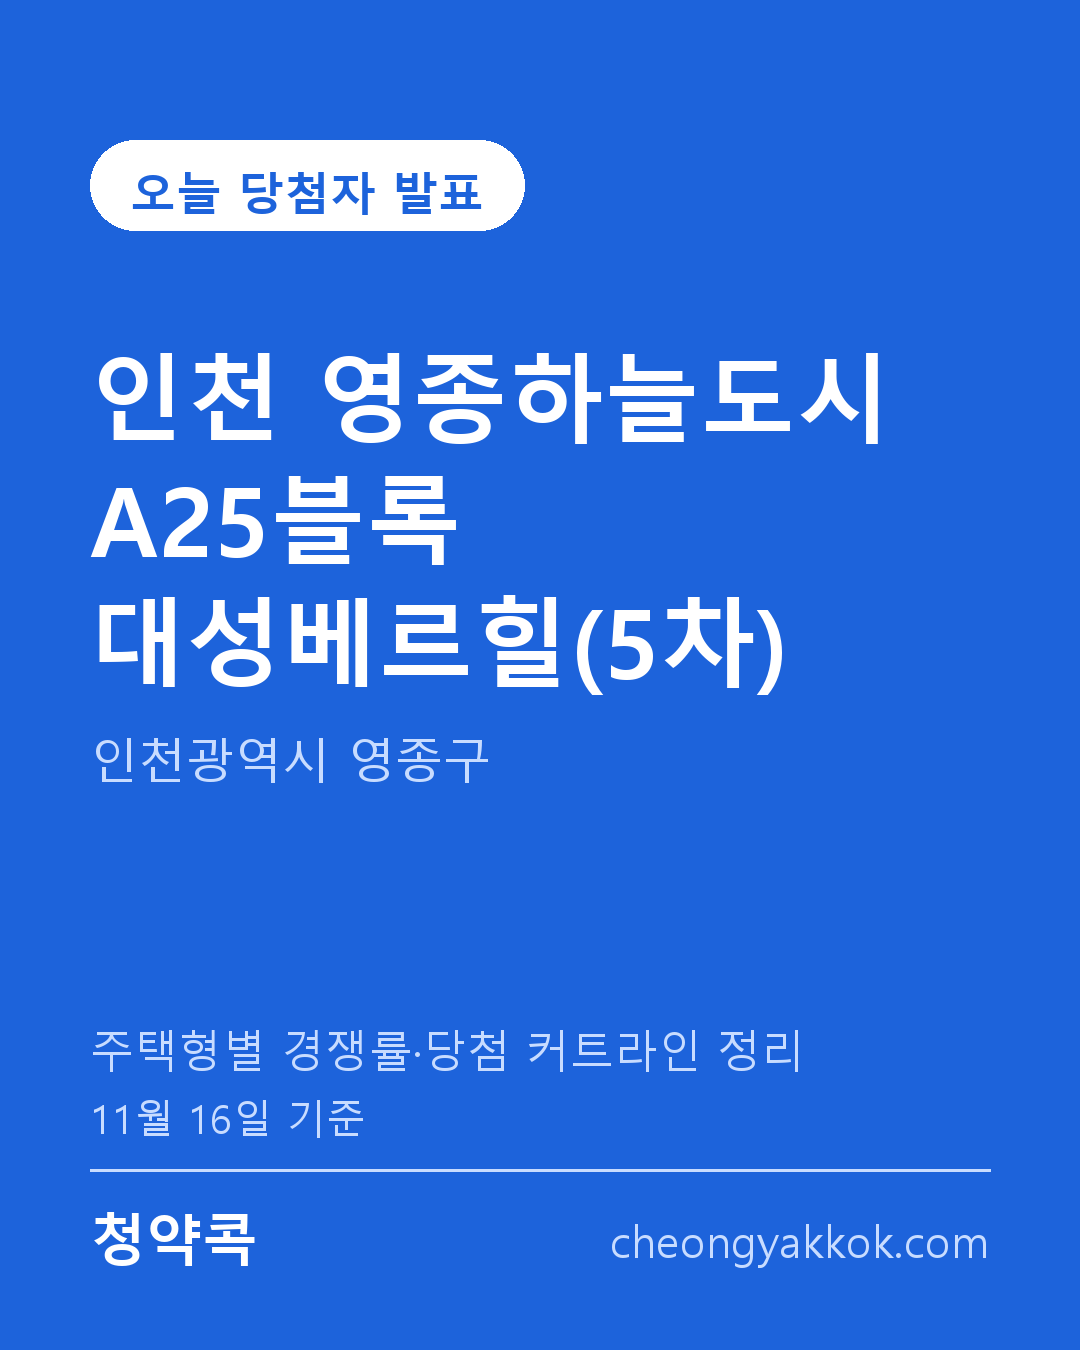 오늘 당첨자 발표
인천 영종하늘도시
A25블록
대성베르힐(5차)
인천광역시 영종구
주택형별 경쟁률·당첨 커트라인 정리
11월 16일 기준
청약콕
cheongyakkok.com